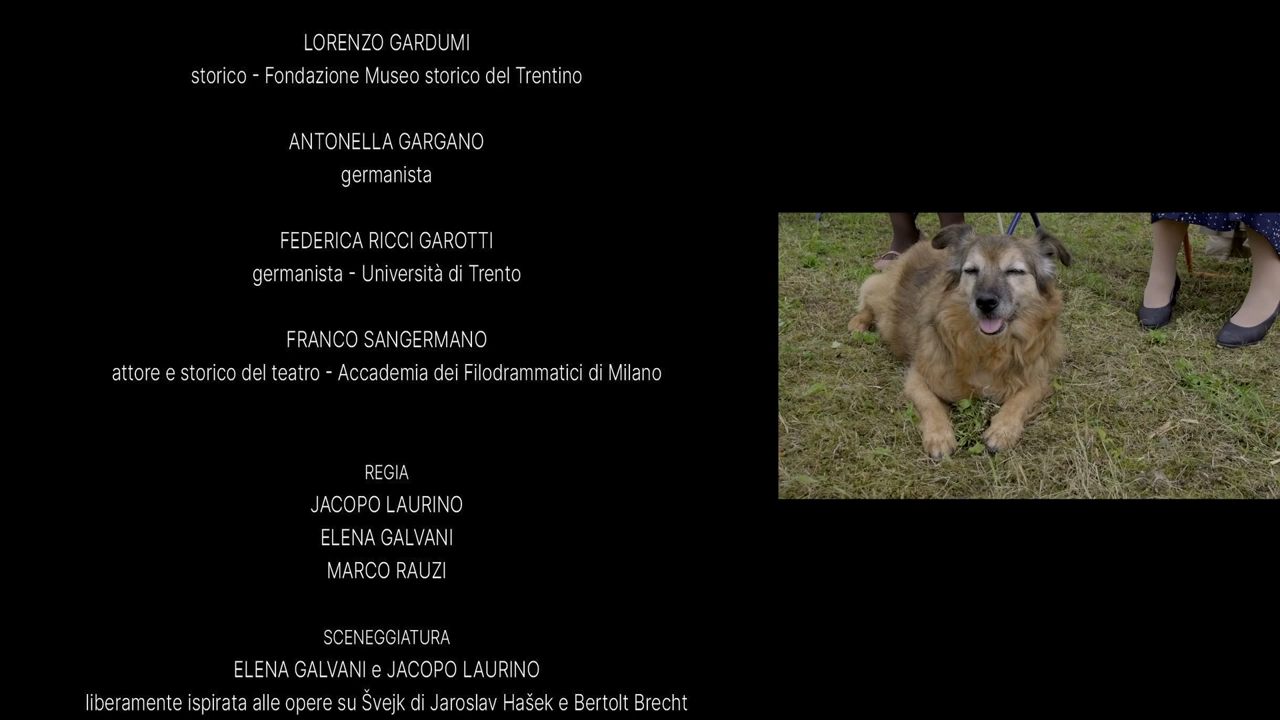 LORENZO GARDUMI
storico - Fondazione Museo storico del Trentino
ANTONELLA GARGANO
germanista
FEDERICA RICCI GAROTTI
germanista - Università di Trento
FRANCO SANGERMANO
attore e storico del teatro - Accademia dei Filodrammatici di Milano
REGIA
JACOPO LAURINO
ELENA GALVANI
MARCO RAUZI
SCENEGGIATURA
ELENA GALVANI e JACOPO LAURINO
liberamente ispirata alle opere su Švejk di Jaroslav Hašek e Bertolt Brecht